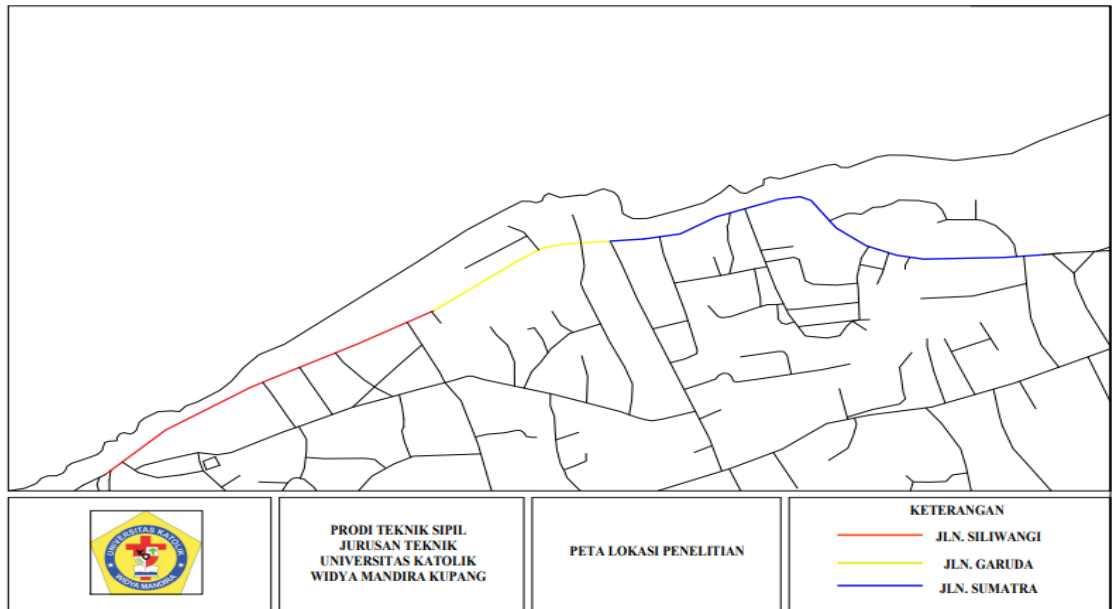 UNIVERSITAS KATOLIK
WIDYA MANDIRA
PRODI TEKNIK SIPIL
JURUSAN TEKNIK
UNIVERSITAS KATOLIK
WIDYA MANDIRA KUPANG
PETA LOKASI PENELITIAN
KETERANGAN
JLN. SILIWANGI
JLN. GARUDA
JLN. SUMATRA